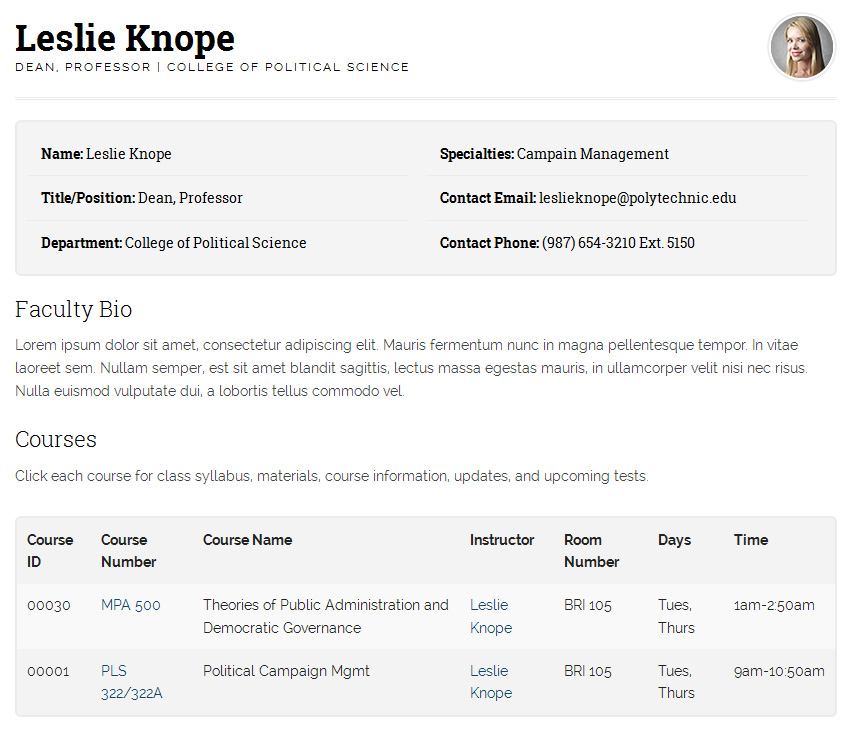 Leslie Knope
DEAN, PROFESSOR | COLLEGE OF POLITICAL SCIENCE
Name: Leslie Knope
Specialties: Campain Management
Title/Position: Dean, Professor
Contact Email: leslieknope@polytechnic.edu
Department: College of Political Science
Contact Phone: (987) 654-3210 Ext. 5150
Faculty Bio
Lorem ipsum dolor sit amet, consectetur adipiscing elit. Mauris fermentum nunc in magna pellentesque tempor. In vitae
laoreet sem. Nullam semper, est sit amet blandit sagittis, lectus massa egestas mauris, in ullamcorper velit nisi nec risus.
Nulla euismod vulputate dui, a lobortis tellus commodo vel.
Courses
Click each course for class syllabus, materials, course information, updates, and upcoming tests.
Course ID
Course Number
Course Name
Instructor
Room Number
Days
Time
00030
MPA 500
Theories of Public Administration and
Democratic Governance
Leslie
Knope
BRI 105
Tues,
Thurs
1am-2:50am
00001
PLS
322/322A
Political Campaign Mgmt
Leslie
Knope
BRI 105
Tues,
Thurs
9am-10:50am